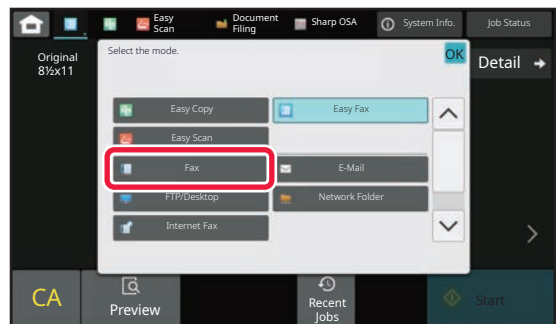 Easy
Scan
Document
Filing
Sharp OSA
System Info.
Job Status
Original
8½x11
Select the mode.
OK
Detail
Easy Copy
Easy Fax
Easy Scan
Fax
E-Mail
FTP/Desktop
Network Folder
Internet Fax
CA
Preview
Recent
Jobs
Start